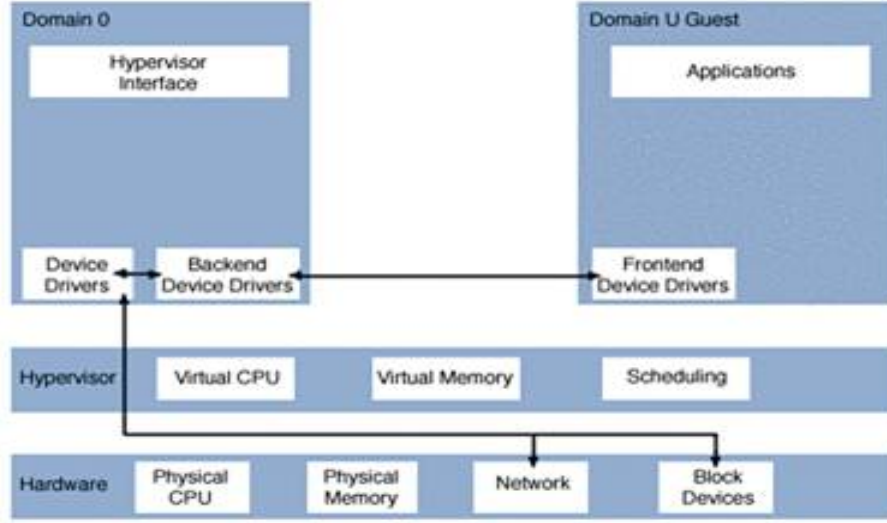 Domain 0
Hypervisor
Interface
Device
Drivers
Backend
Device Drivers
Domain U Guest
Applications
Frontend
Device Drivers
Hypervisor
Virtual CPU
Virtual Memory
Scheduling
Hardware
Physical
CPU
Physical
Memory
Network
Block
Devices